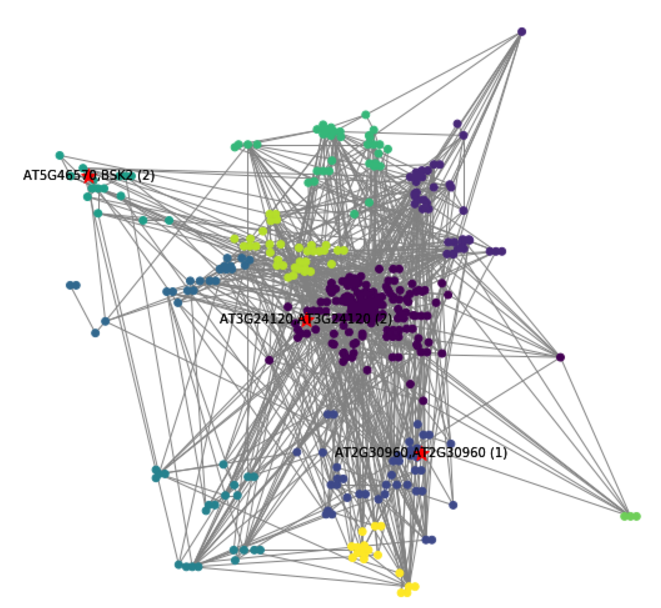 AT5G46570,BSK2 (2)
AT3G24120,AT3G24120 (2)
AT2G30960,AT2G30960 (1)